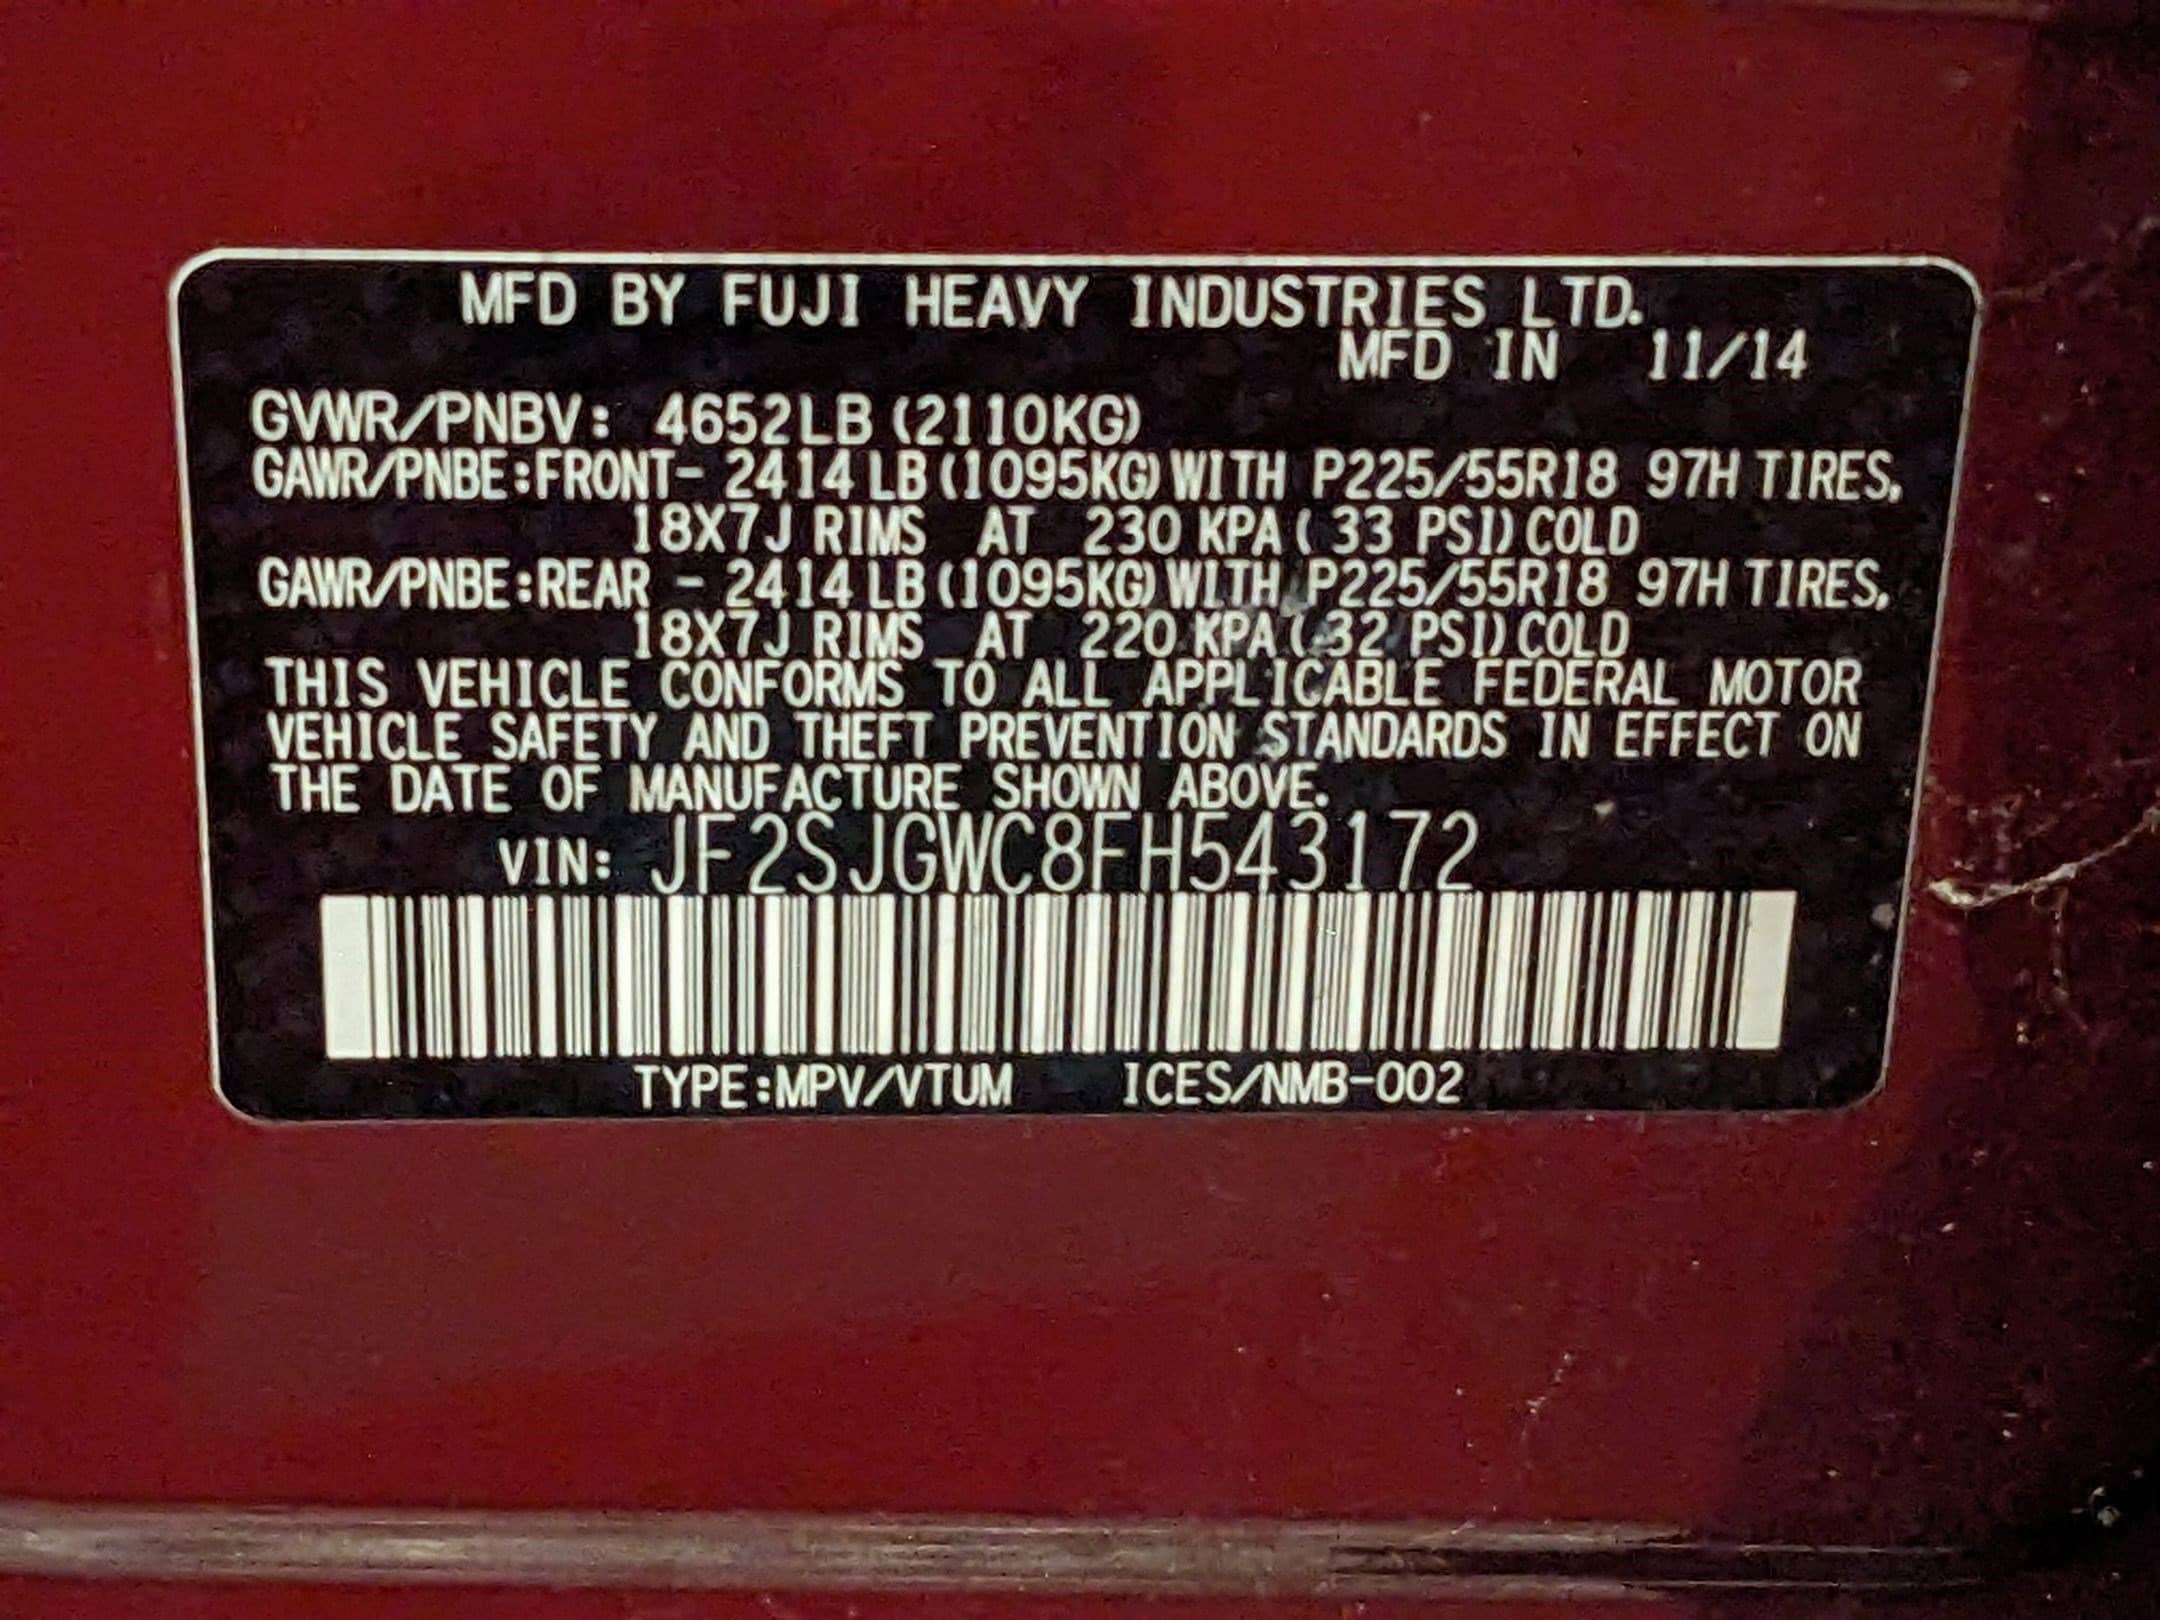 MFD BY FUJI HEAVY INDUSTRIES LTD.
MFD IN 11/14
GVWR/PNBV: 4652LB (2110KG)
GAWR/PNBE:FRONT- 2414 LB (1095KG) WITH P225/55R18 97H TIRES,
18X7J RIMS AT 230 KPA ( 33 PSI) COLD
GAWR/PNBE:REAR - 2414 LB (1095KG) WITH P225/55R18 97H TIRES,
18X7J RIMS AT 220 KPA ( 32 PSI) COLD
THIS VEHICLE CONFORMS TO ALL APPLICABLE FEDERAL MOTOR
VEHICLE SAFETY AND THEFT PREVENTION STANDARDS IN EFFECT ON
THE DATE OF MANUFACTURE SHOWN ABOVE.
VIN: JF2SJGWC8FH543172
TYPE:MPV/VTUM ICES/NMB-002